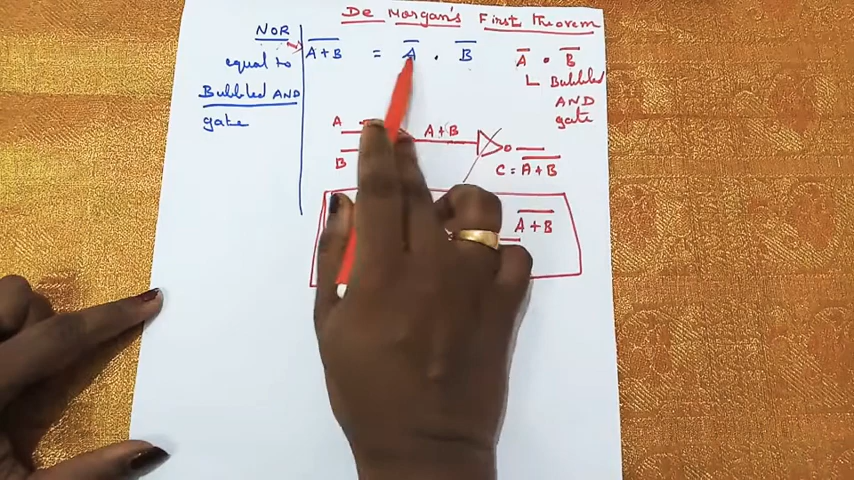 De Morgan's First Theorem
NOR
equal to
Bubbled AND
gate
A̅+̅B̅ = A̅ . B̅
A̅ . B̅
Bubbled
AND
gate
A
B
A+B
C = A̅+̅B̅
A̅+̅B̅